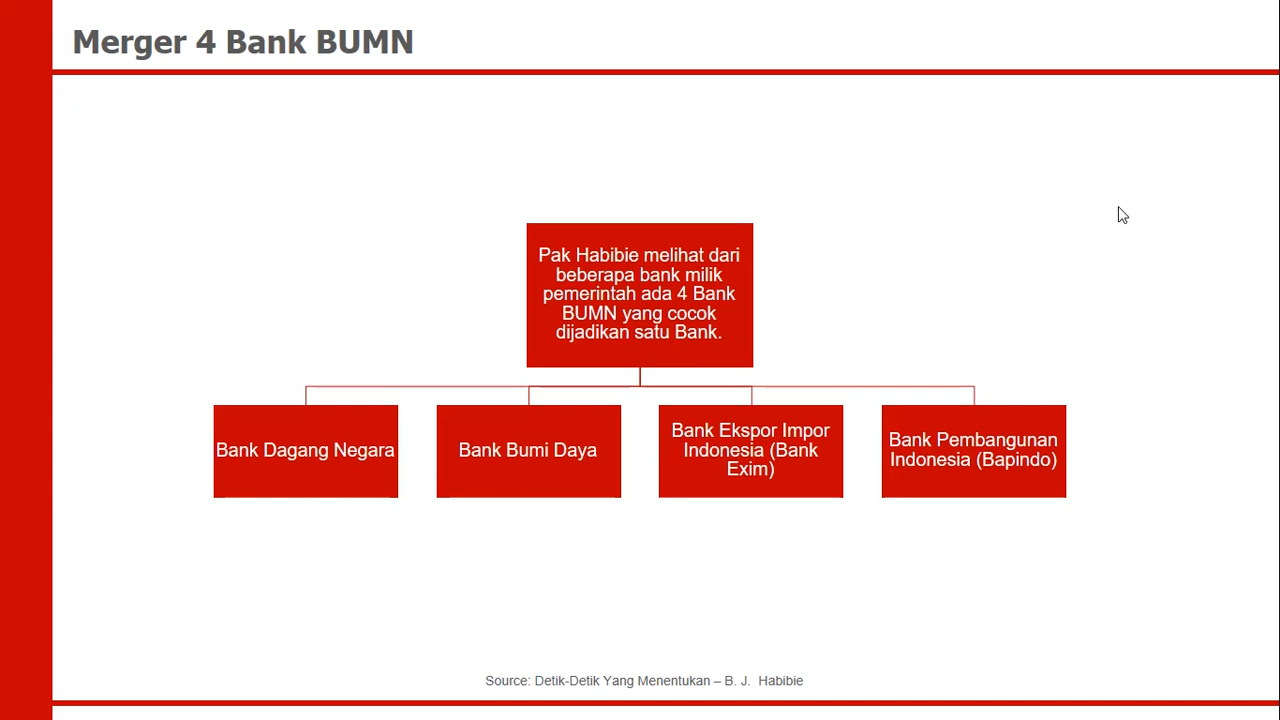 Merger 4 Bank BUMN
Pak Habibie melihat dari
beberapa bank milik
pemerintah ada 4 Bank
BUMN yang cocok
dijadikan satu Bank.
Bank Dagang Negara
Bank Bumi Daya
Bank Ekspor Impor
Indonesia (Bank
Exim)
Bank Pembangunan
Indonesia (Bapindo)
Source: Detik-Detik Yang Menentukan – B. J.  Habibie